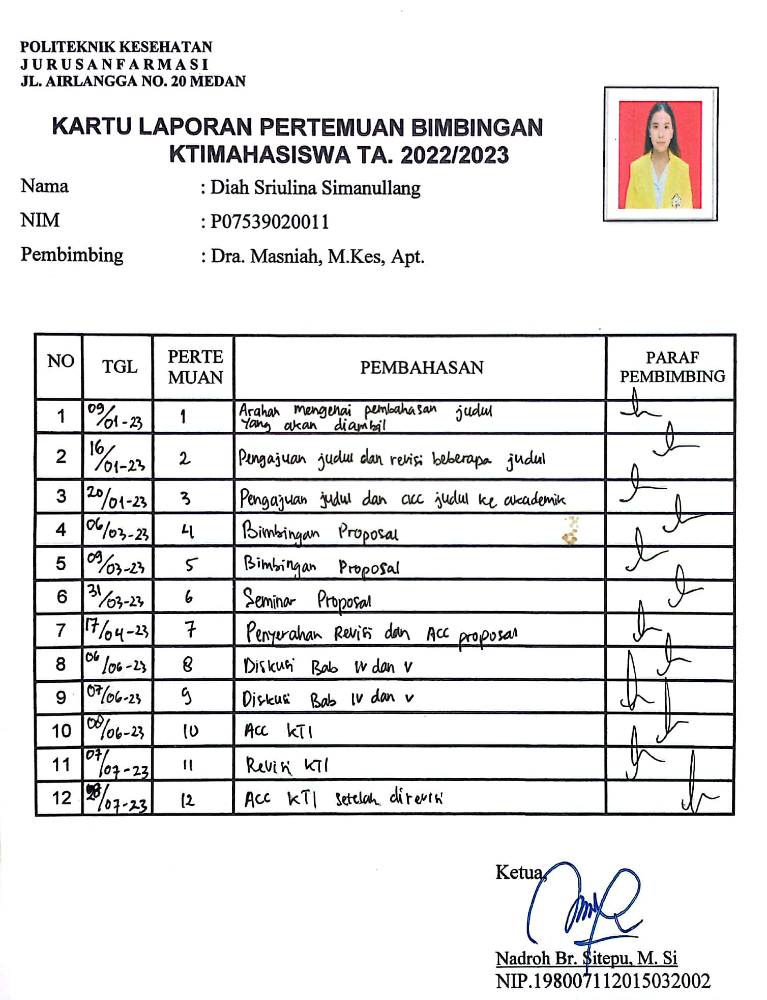 POLITEKNIK KESEHATAN
JURUSANFARMASI
JL. AIRLANGGA NO. 20 MEDAN
KARTU LAPORAN PERTEMUAN BIMBINGAN
KTIMAHASISWA TA. 2022/2023
Nama : Diah Sriulina Simanullang
NIM : P07539020011
Pembimbing : Dra. Masniah, M.Kes, Apt.
NO TGL PERTE MUAN PEMBAHASAN PARAF PEMBIMBING
1 09/01-23 1 Arahan mengenai pembahasan judul
yang akan diambil
2 16/01-23 2 Pengajuan judul dan revisi beberapa judul
3 20/01-23 3 Pengajuan judul dan acc judul ke akademik
4 06/03-23 4 Bimbingan Proposal
5 09/03-23 5 Bimbingan Proposal
6 31/03-23 6 Seminar Proposal
7 17/04-23 7 Penyerahan Revisi dan Acc proposal
8 06/06-23 8 Diskusi Bab IV dan V
9 07/06-23 9 Diskusi Bab IV dan V
10 08/06-23 10 Acc KTI
11 07/07-23 11 Revisi KTI
12 28/07-23 12 Acc KTI setelah direvisi
Ketua,
Nadroh Br. Sitepu, M. Si
NIP.198007112015032002